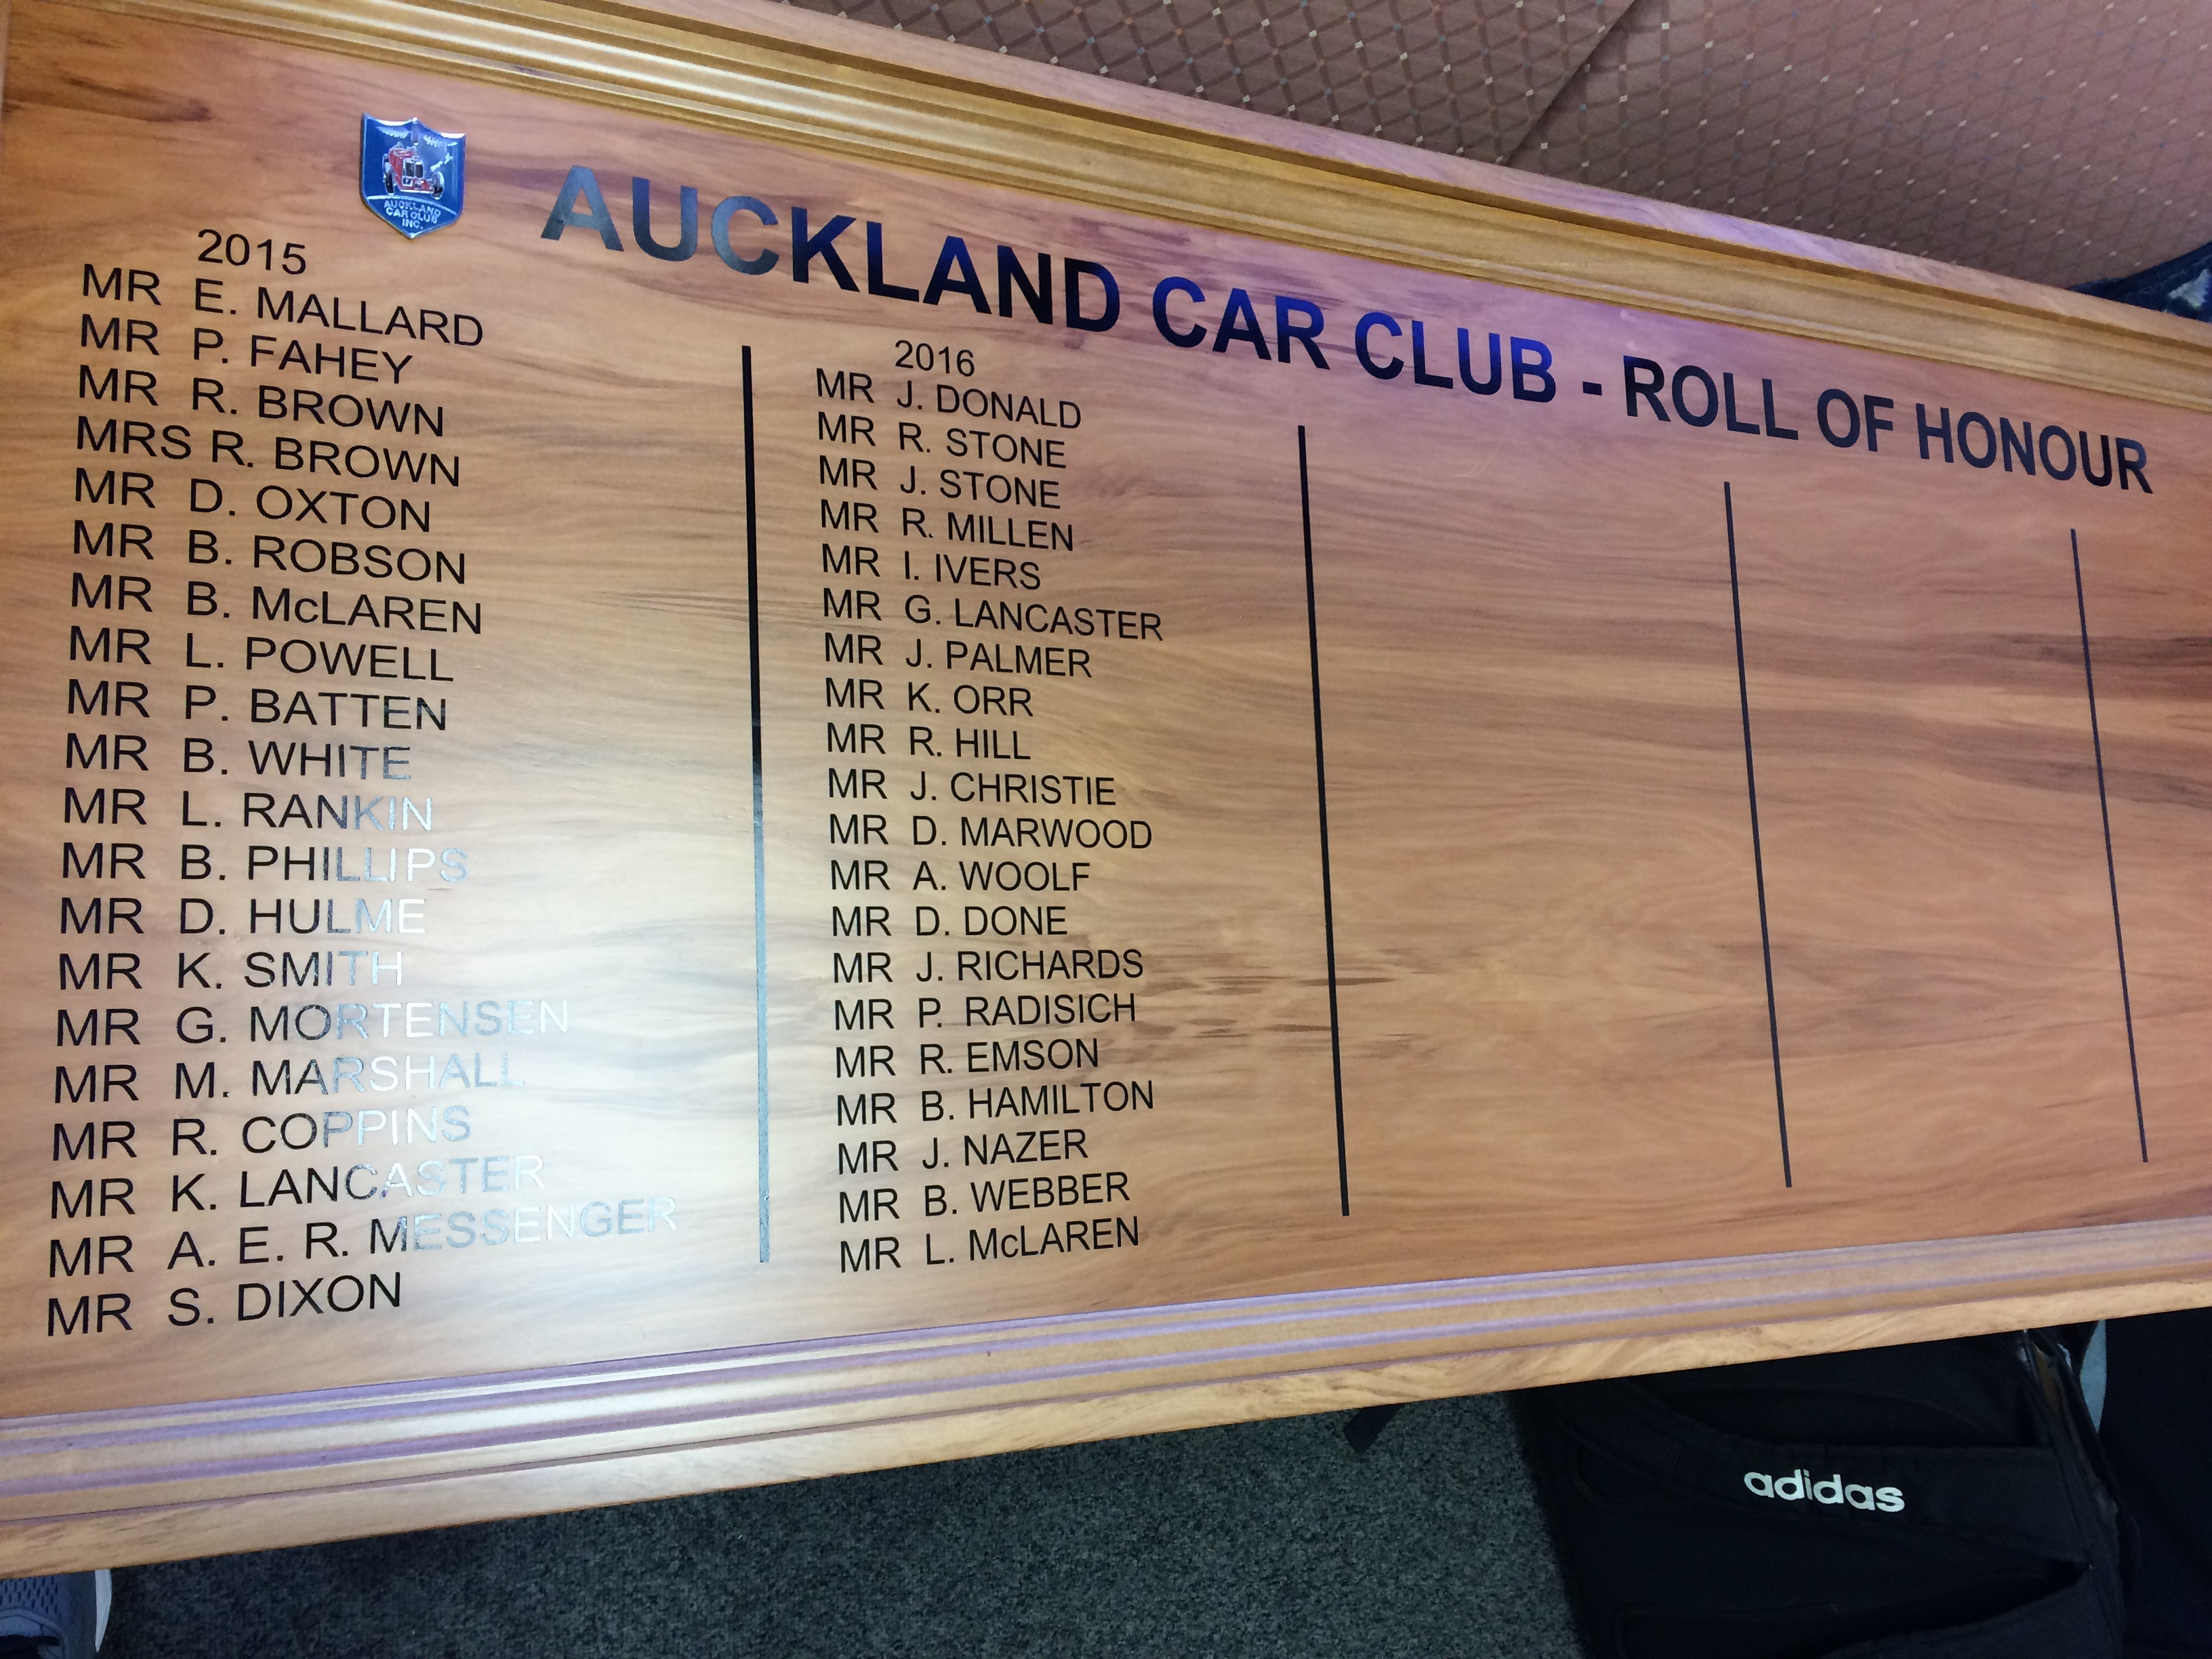 AUCKLAND CAR CLUB - ROLL OF HONOUR
AUCKLAND
CAR CLUB
INC.
2015
MR E. MALLARD
MR P. FAHEY
MR R. BROWN
MRS R. BROWN
MR D. OXTON
MR B. ROBSON
MR B. McLAREN
MR L. POWELL
MR P. BATTEN
MR B. WHITE
MR L. RANKIN
MR B. PHILLIPS
MR D. HULME
MR K. SMITH
MR G. MORTENSEN
MR M. MARSHALL
MR R. COPPINS
MR K. LANCASTER
MR A. E. R. MESSENGER
MR S. DIXON
2016
MR J. DONALD
MR R. STONE
MR J. STONE
MR R. MILLEN
MR I. IVERS
MR G. LANCASTER
MR J. PALMER
MR K. ORR
MR R. HILL
MR J. CHRISTIE
MR D. MARWOOD
MR A. WOOLF
MR D. DONE
MR J. RICHARDS
MR P. RADISICH
MR R. EMSON
MR B. HAMILTON
MR J. NAZER
MR B. WEBBER
MR L. McLAREN
adidas